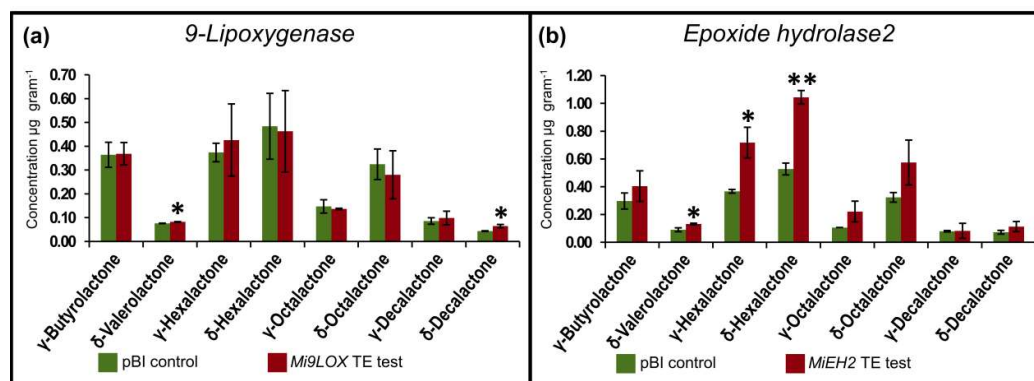 (a) 9-Lipoxygenase
Concentration µg gram⁻¹
0.70
0.60
0.50
0.40
0.30
0.20
0.10
0.00
*
*
γ-Butyrolactone
δ-Valerolactone
γ-Hexalactone
δ-Hexalactone
γ-Octalactone
δ-Octalactone
γ-Decalactone
δ-Decalactone
pBI control
Mi9LOX TE test
(b) Epoxide hydrolase2
Concentration µg gram⁻¹
1.20
1.00
0.80
0.60
0.40
0.20
0.00
*
*
**
γ-Butyrolactone
δ-Valerolactone
γ-Hexalactone
δ-Hexalactone
γ-Octalactone
δ-Octalactone
γ-Decalactone
δ-Decalactone
pBI control
MiEH2 TE test